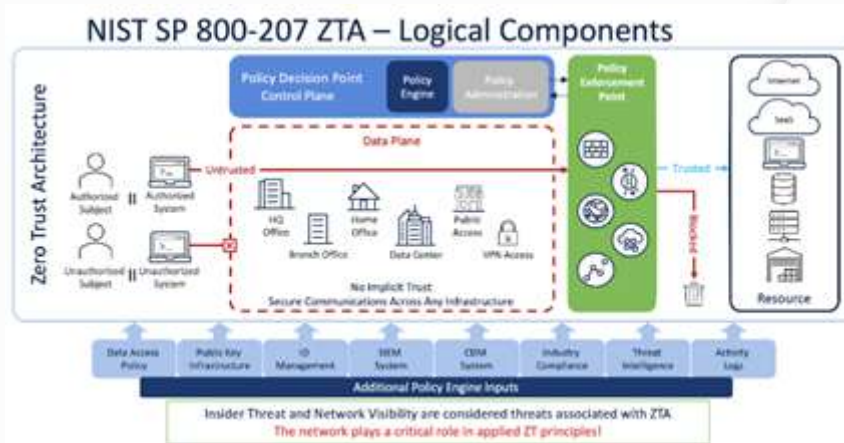 NIST SP 800-207 ZTA – Logical Components
Zero Trust Architecture
Policy Decision Point
Control Plane
Policy
Engine
Policy
Administration
Policy
Enforcement
Point
Data Plane
Untrusted
Trusted
Blocked
Authorized
Subject
Authorized
System
Unauthorized
Subject
Unauthorized
System
HQ
Office
Branch Office
Home
Office
Data Center
Public
Access
VPN Access
No Implicit Trust
Secure Communications Across Any Infrastructure
Internet
SaaS
Resource
Data Access
Policy
Public Key
Infrastructure
ID
Management
SIEM
System
CDM
System
Industry
Compliance
Threat
Intelligence
Activity
Logs
Additional Policy Engine Inputs
Insider Threat and Network Visibility are considered threats associated with ZTA
The network plays a critical role in applied ZT principles!